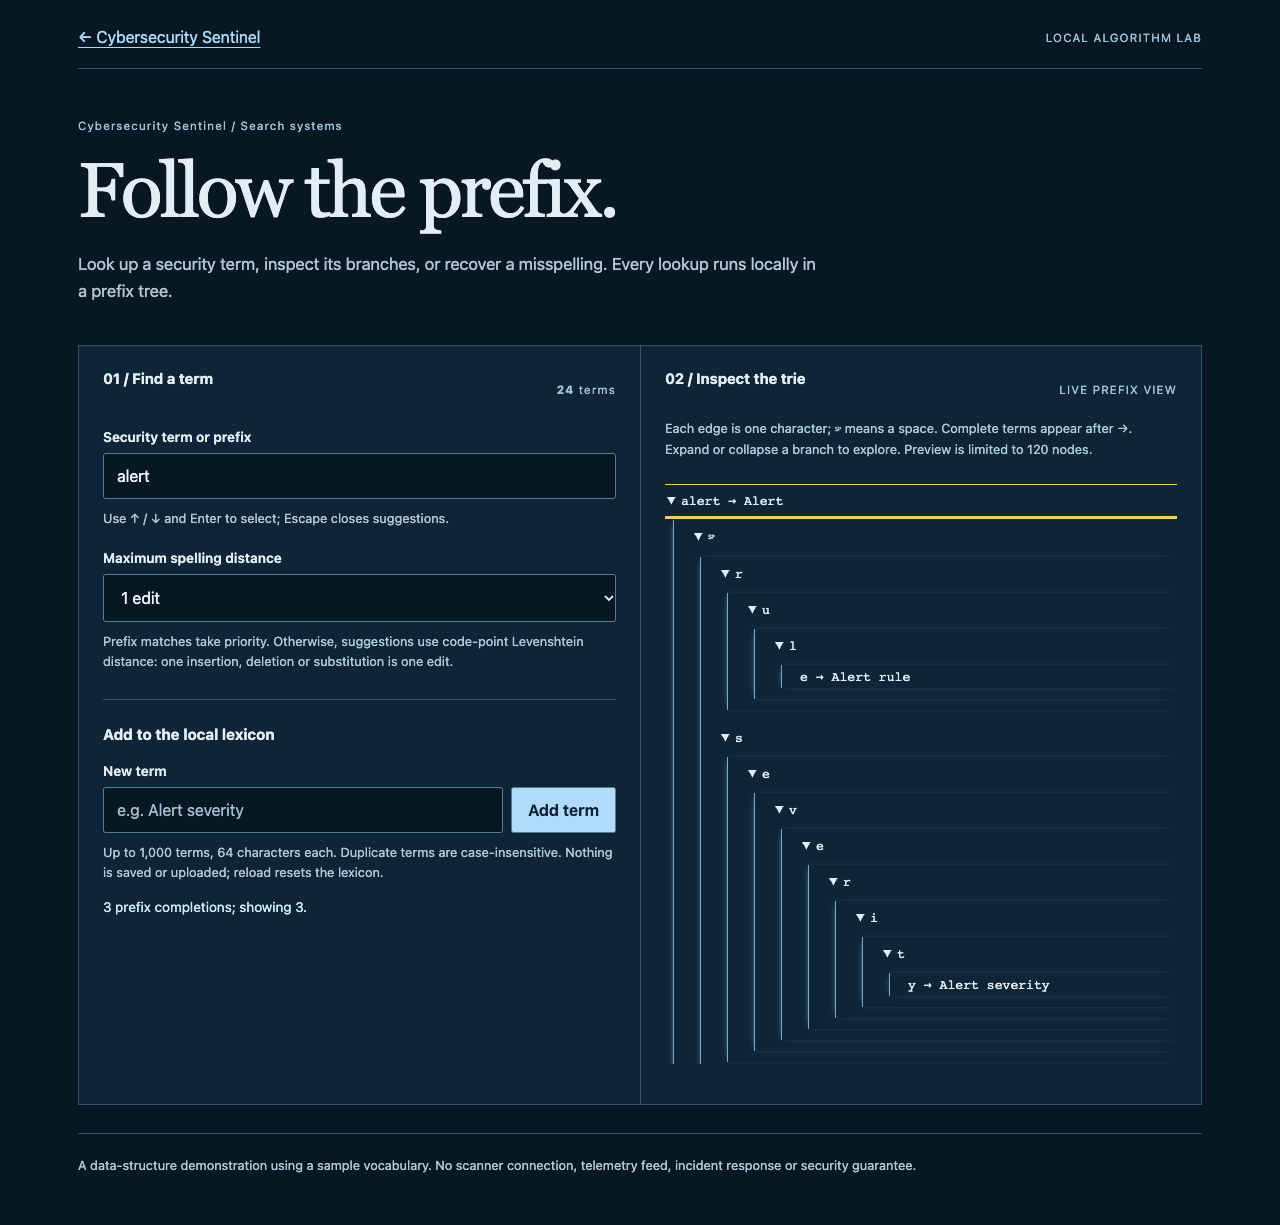 ← Cybersecurity Sentinel
LOCAL ALGORITHM LAB
Cybersecurity Sentinel / Search systems
Follow the prefix.
Look up a security term, inspect its branches, or recover a misspelling. Every lookup runs locally in
a prefix tree.
01 / Find a term
24 terms
Security term or prefix
alert
Use ↑ / ↓ and Enter to select; Escape closes suggestions.
Maximum spelling distance
1 edit
Prefix matches take priority. Otherwise, suggestions use code-point Levenshtein
distance: one insertion, deletion or substitution is one edit.
Add to the local lexicon
New term
e.g. Alert severity
Add term
Up to 1,000 terms, 64 characters each. Duplicate terms are case-insensitive. Nothing
is saved or uploaded; reload resets the lexicon.
3 prefix completions; showing 3.
02 / Inspect the trie
LIVE PREFIX VIEW
Each edge is one character; ␠ means a space. Complete terms appear after →.
Expand or collapse a branch to explore. Preview is limited to 120 nodes.
▼ alert → Alert
▼ ␠
▼ r
▼ u
▼ l
e → Alert rule
▼ s
▼ e
▼ v
▼ e
▼ r
▼ i
▼ t
y → Alert severity
A data-structure demonstration using a sample vocabulary. No scanner connection, telemetry feed, incident response or security guarantee.